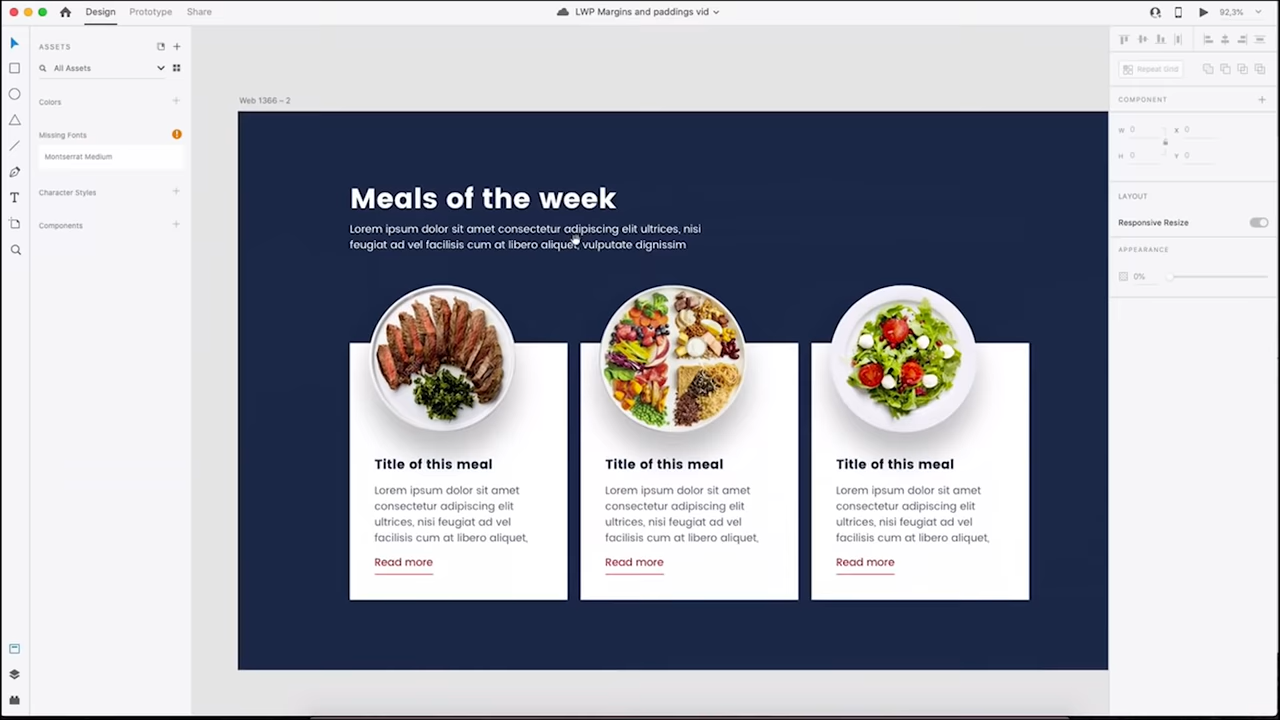 Design Prototype Share
LWP Margins and paddings vid
92,3%
ASSETS
All Assets
Colors
Missing Fonts
Montserrat Medium
Character Styles
Components
Web 1366 – 2
Meals of the week
Lorem ipsum dolor sit amet consectetur adipiscing elit ultrices, nisi
feugiat ad vel facilisis cum at libero aliquet, vulputate dignissim
Title of this meal
Lorem ipsum dolor sit amet
consectetur adipiscing elit
ultrices, nisi feugiat ad vel
facilisis cum at libero aliquet,
Read more
Title of this meal
Lorem ipsum dolor sit amet
consectetur adipiscing elit
ultrices, nisi feugiat ad vel
facilisis cum at libero aliquet,
Read more
Title of this meal
Lorem ipsum dolor sit amet
consectetur adipiscing elit
ultrices, nisi feugiat ad vel
facilisis cum at libero aliquet,
Read more
Repeat Grid
COMPONENT
W 0 X 0
H 0 Y 0
LAYOUT
Responsive Resize
APPEARANCE
0%